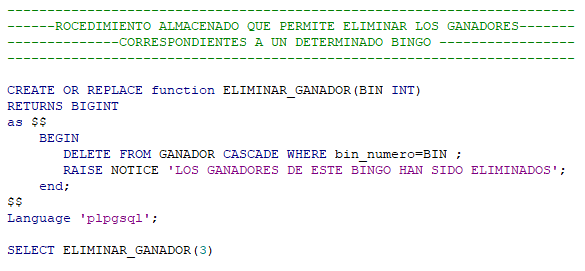 -----------------------------------------------------------------------
------ROCEDIMIENTO ALMACENADO QUE PERMITE ELIMINAR LOS GANADORES-------
--------------CORRESPONDIENTES A UN DETERMINADO BINGO -----------------
-----------------------------------------------------------------------
CREATE OR REPLACE function ELIMINAR_GANADOR(BIN INT)
RETURNS BIGINT
as $$
    BEGIN
       DELETE FROM GANADOR CASCADE WHERE bin_numero=BIN ;
       RAISE NOTICE 'LOS GANADORES DE ESTE BINGO HAN SIDO ELIMINADOS';
    end;
$$
Language 'plpgsql';
SELECT ELIMINAR_GANADOR(3)